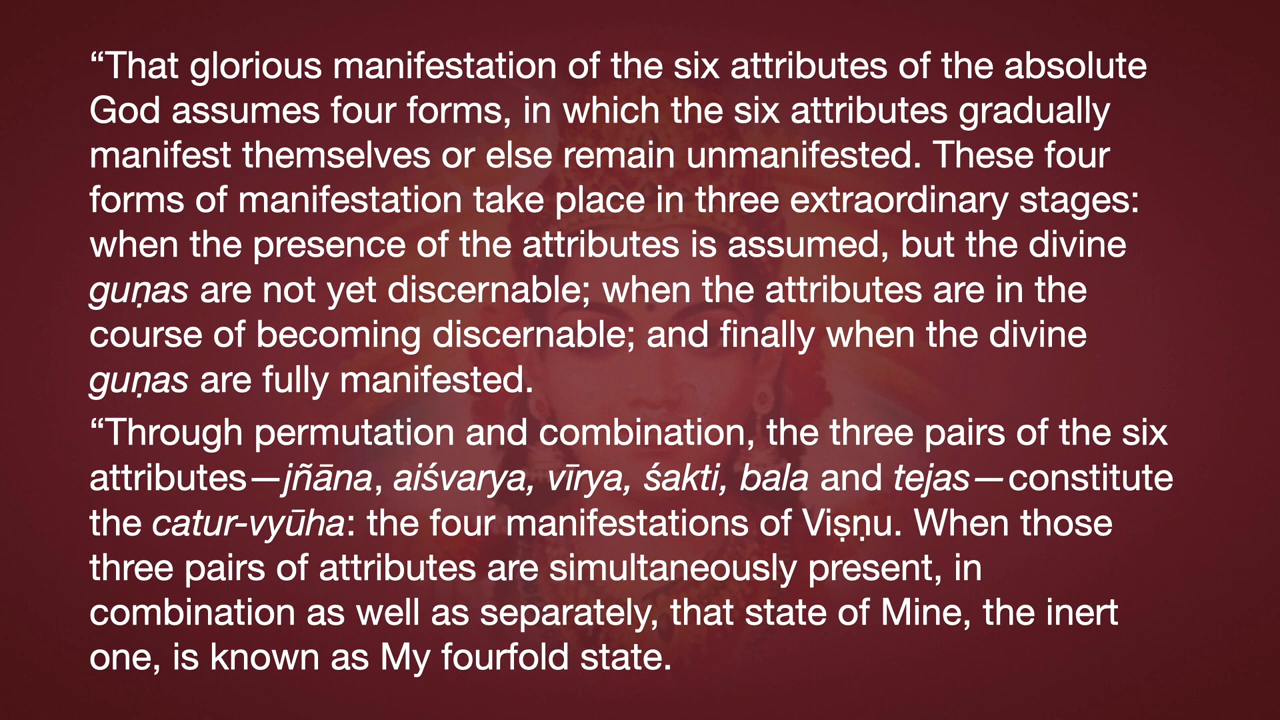 “That glorious manifestation of the six attributes of the absolute
God assumes four forms, in which the six attributes gradually
manifest themselves or else remain unmanifested. These four
forms of manifestation take place in three extraordinary stages:
when the presence of the attributes is assumed, but the divine
guṇas are not yet discernable; when the attributes are in the
course of becoming discernable; and finally when the divine
guṇas are fully manifested.
“Through permutation and combination, the three pairs of the six
attributes—jñāna, aiśvarya, vīrya, śakti, bala and tejas—constitute
the catur-vyūha: the four manifestations of Viṣṇu. When those
three pairs of attributes are simultaneously present, in
combination as well as separately, that state of Mine, the inert
one, is known as My fourfold state.